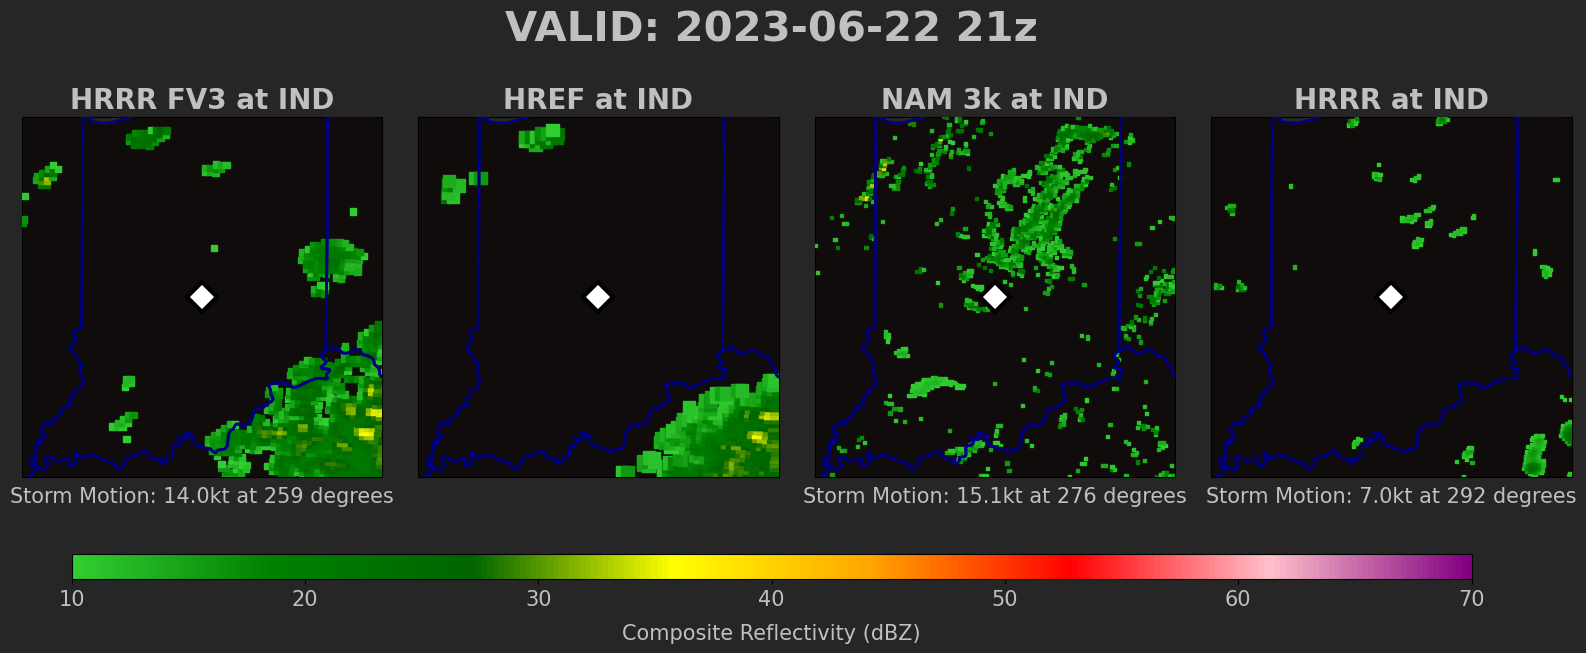 VALID: 2023-06-22 21z
HRRR FV3 at IND
HREF at IND
NAM 3k at IND
HRRR at IND
Storm Motion: 14.0kt at 259 degrees
Storm Motion: 15.1kt at 276 degrees
Storm Motion: 7.0kt at 292 degrees
10 20 30 40 50 60 70
Composite Reflectivity (dBZ)